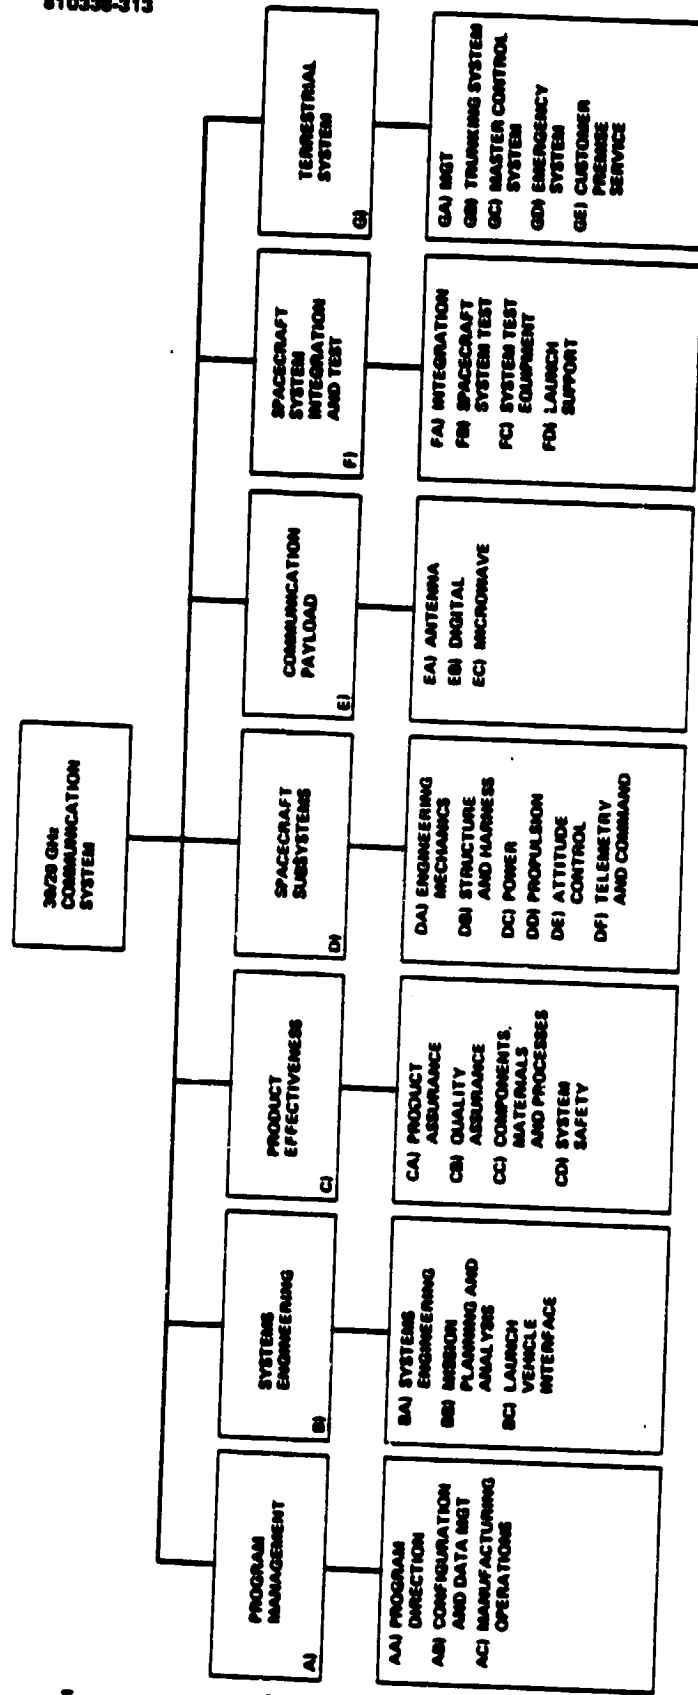 30/20 GHz
COMMUNICATION
SYSTEM
A)
PROGRAM
MANAGEMENT
B)
SYSTEMS
ENGINEERING
C)
PRODUCT
EFFECTIVENESS
D)
SPACECRAFT
SUBSYSTEMS
E)
COMMUNICATION
PAYLOAD
F)
SPACECRAFT
SYSTEM
INTEGRATION
AND TEST
G)
TERRESTRIAL
SYSTEM
AA) PROGRAM
DIRECTION
AB) CONFIGURATION
AND DATA MGT
AC) MANUFACTURING
OPERATIONS
BA) SYSTEMS
ENGINEERING
BB) MISSION
PLANNING AND
ANALYSIS
BC) LAUNCH
VEHICLE
INTERFACE
CA) PRODUCT
ASSURANCE
CB) QUALITY
ASSURANCE
CC) COMPONENTS,
MATERIALS
AND PROCESSES
CD) SYSTEM
SAFETY
DA) ENGINEERING
MECHANICS
DB) STRUCTURE
AND HARNESS
DC) POWER
DD) PROPULSION
DE) ATTITUDE
CONTROL
DF) TELEMETRY
AND COMMAND
EA) ANTENNA
EB) DIGITAL
EC) MICROWAVE
FA) INTEGRATION
FB) SPACECRAFT
SYSTEM TEST
FC) SYSTEM TEST
EQUIPMENT
FD) LAUNCH
SUPPORT
GA) MGT
GB) TRUNKING SYSTEM
GC) MASTER CONTROL
SYSTEM
GD) EMERGENCY
SYSTEM
GE) CUSTOMER
PREMISE
SERVICE